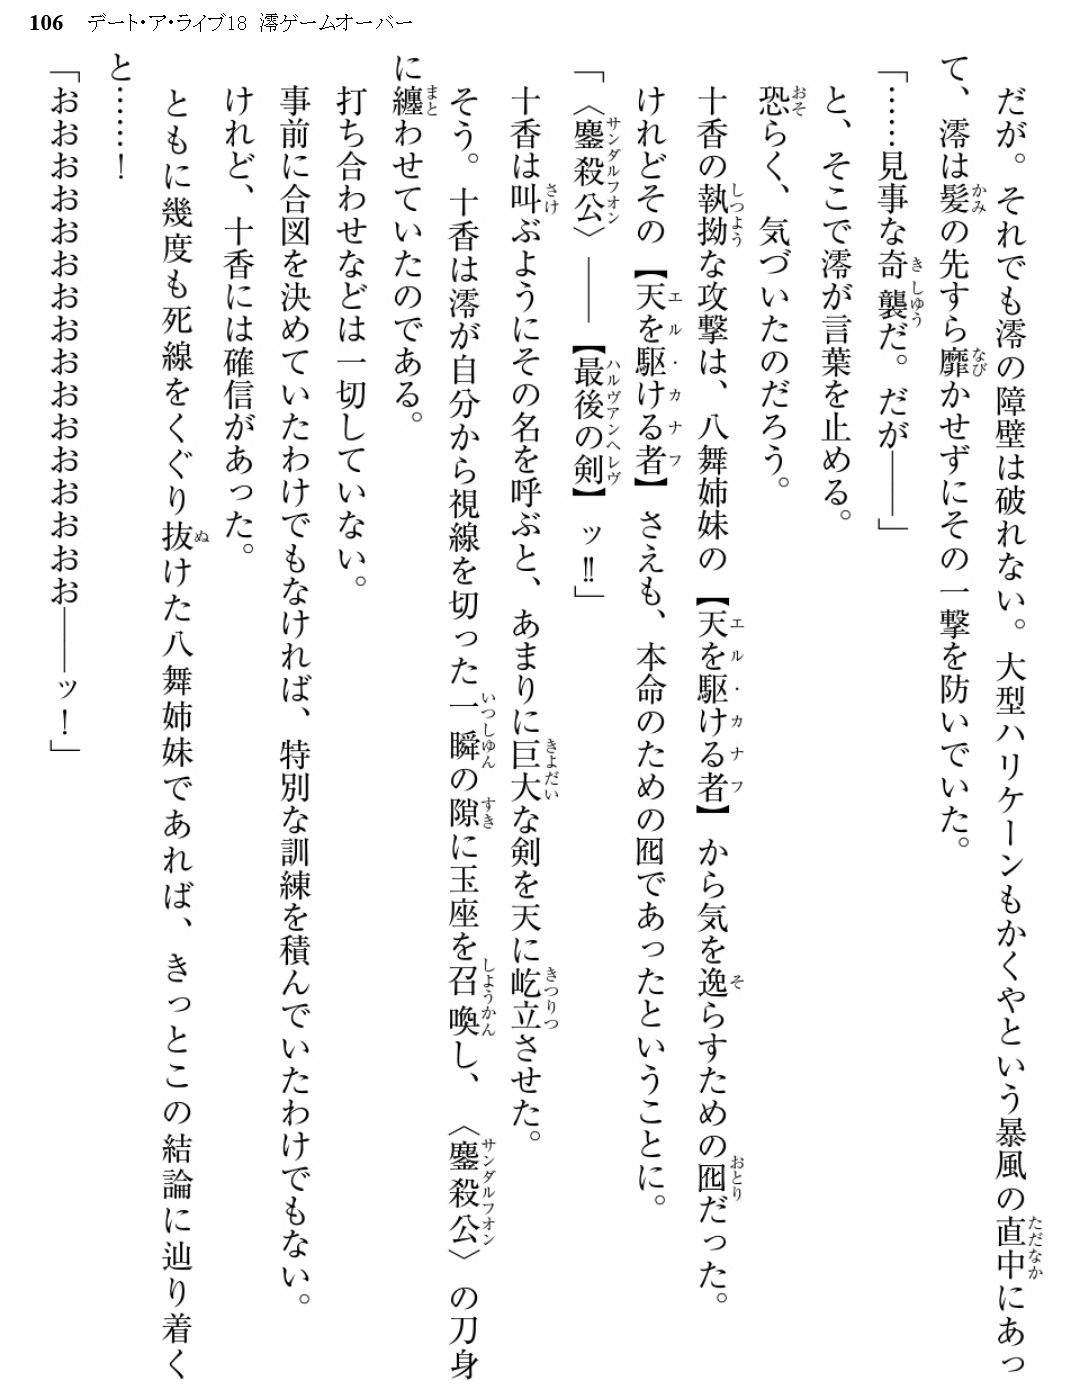 106 デート・ア・ライブ18 澪ゲームオーバー
だが。それでも澪の障壁は破れない。大型ハリケーンもかくやという暴風の直中にあっ
て、澪は髪の先すら靡かせずにその一撃を防いでいた。
「……見事な奇襲だ。だが――」
と、そこで澪が言葉を止める。
恐らく、気づいたのだろう。
十香の執拗な攻撃は、八舞姉妹の【天を駆ける者】から気を逸らすための囮だった。
けれどその【天を駆ける者】さえも、本命のための囮であったということに。
「〈鏖殺公〉――【最後の剣】ッ!!」
十香は叫ぶようにその名を呼ぶと、あまりに巨大な剣を天に屹立させた。
そう。十香は澪が自分から視線を切った一瞬の隙に玉座を召喚し、〈鏖殺公〉の刀身
に纏わせていたのである。
打ち合わせなどは一切していない。
事前に合図を決めていたわけでもなければ、特別な訓練を積んでいたわけでもない。
けれど、十香には確信があった。
ともに幾度も死線をくぐり抜けた八舞姉妹であれば、きっとこの結論に辿り着く
と……！
「おおおおおおおおおおおおおおおお――ッ！」